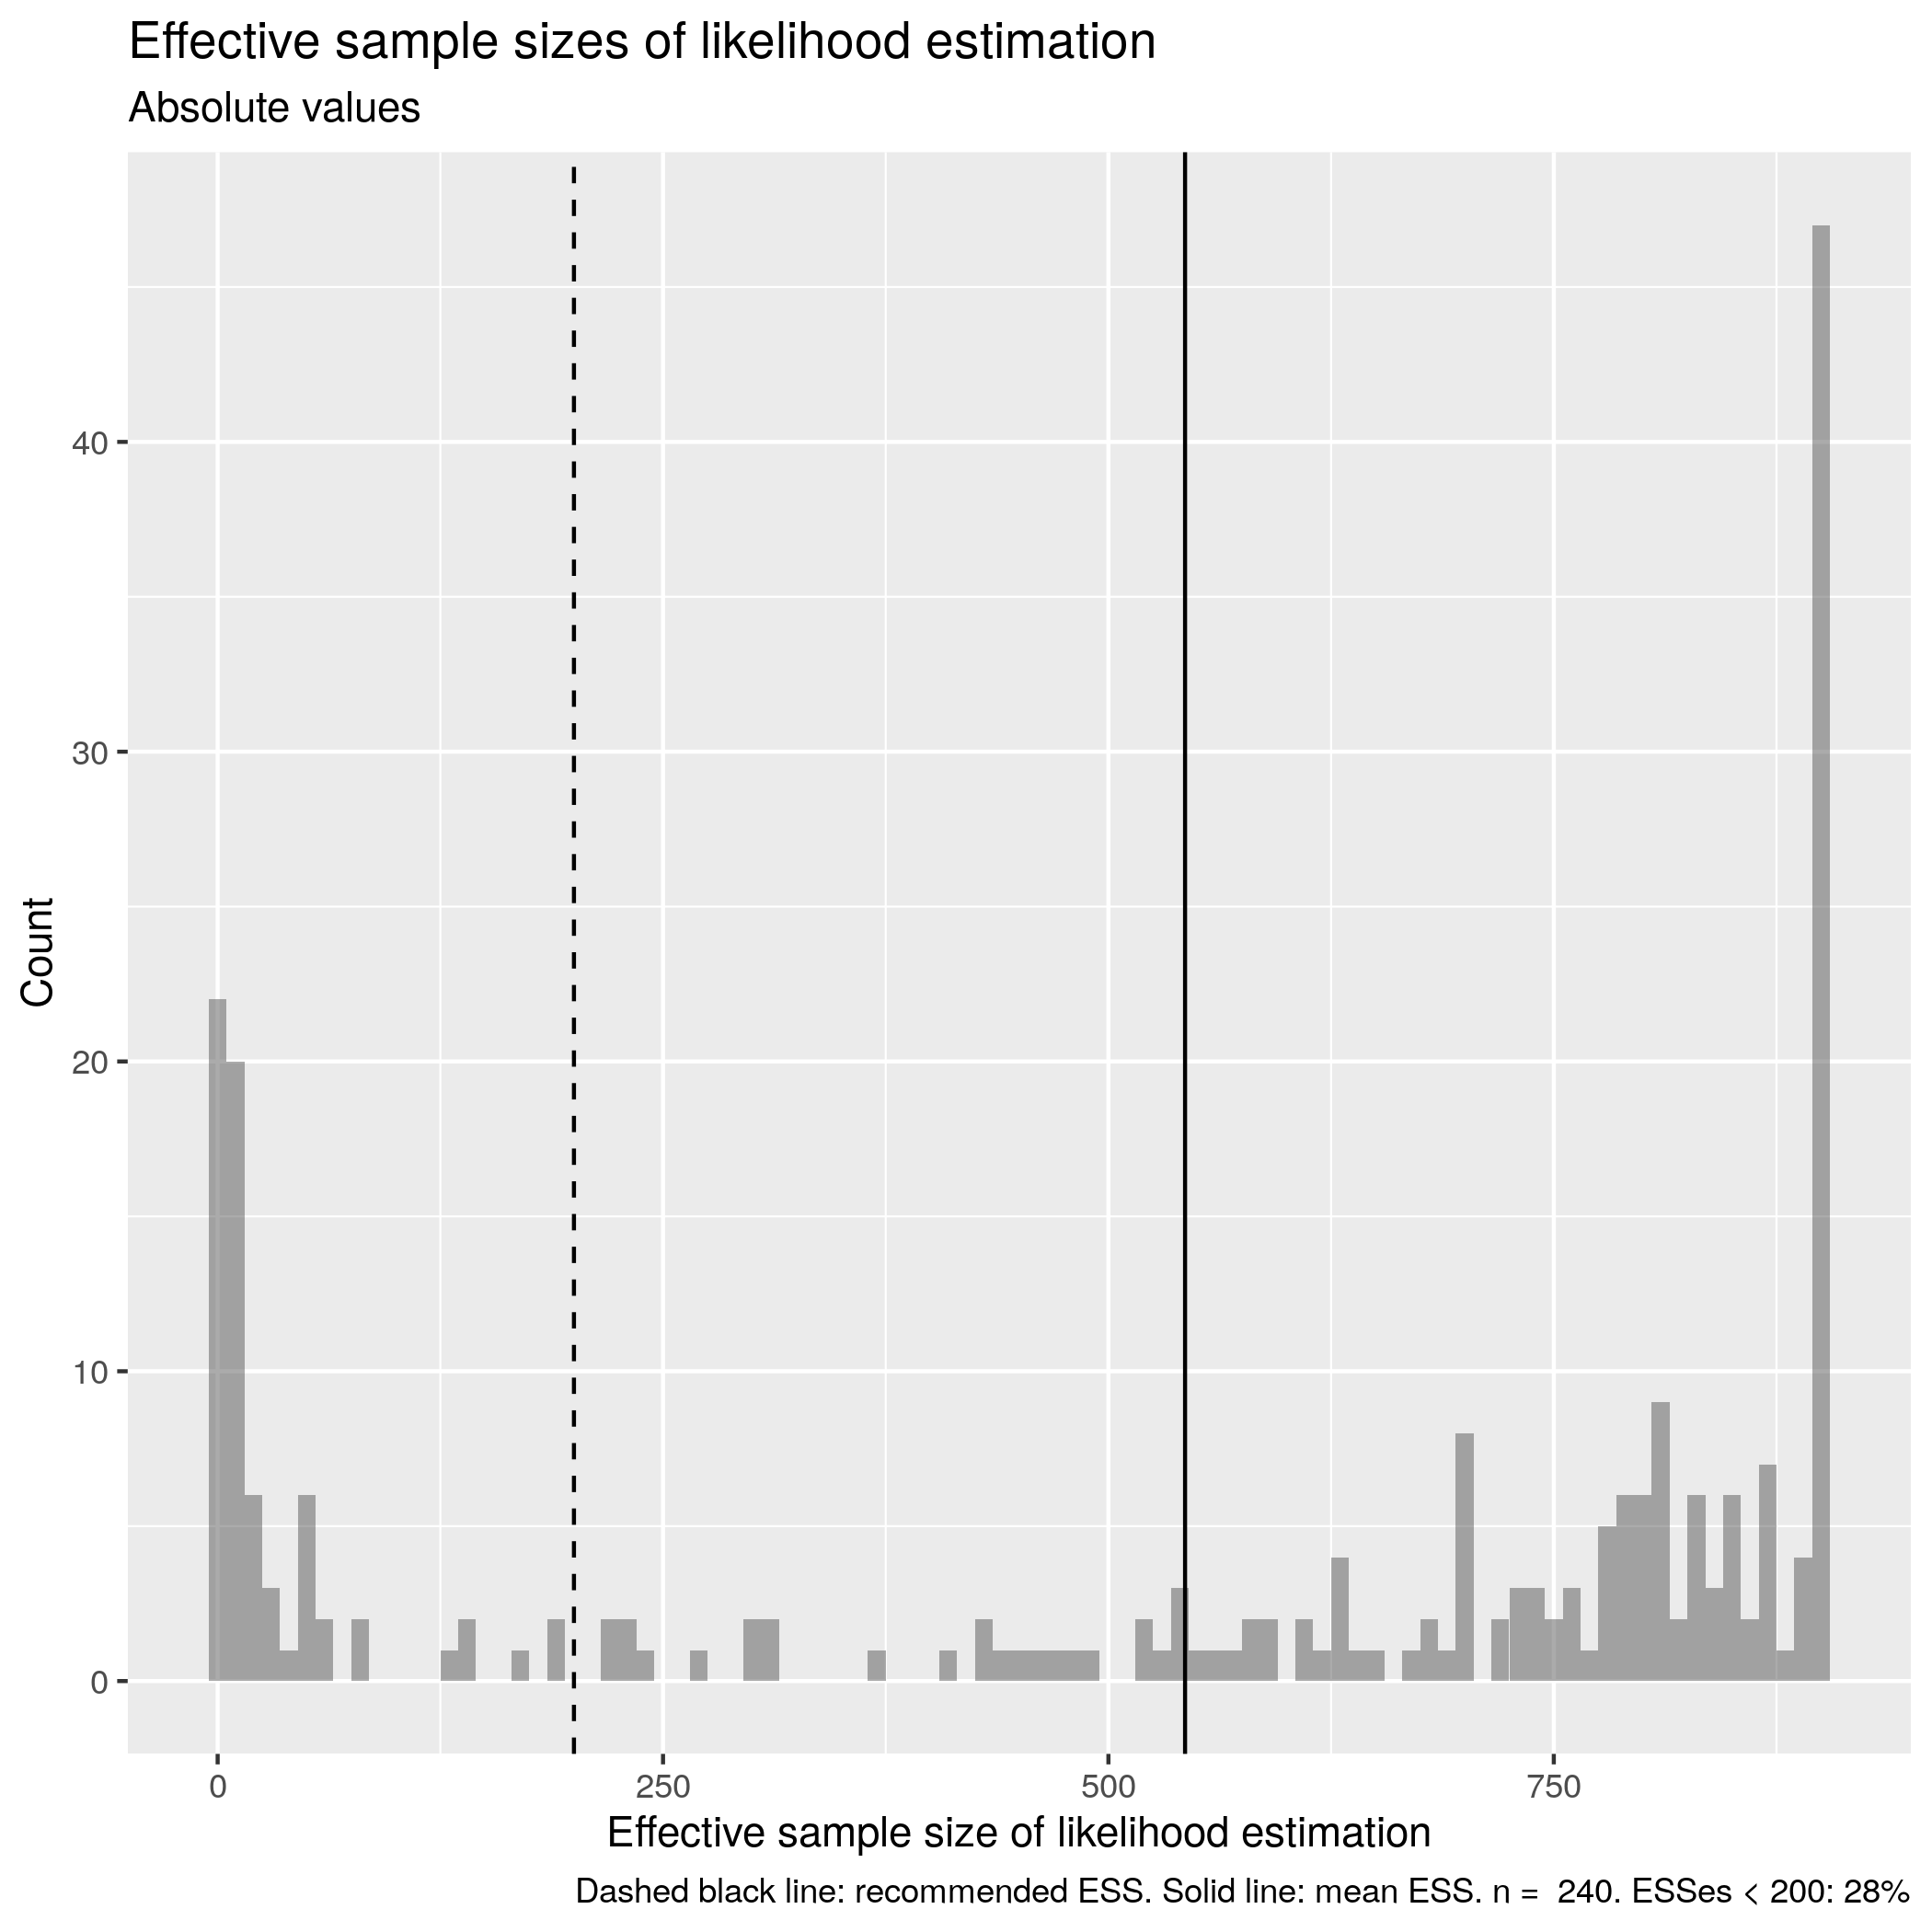 Effective sample sizes of likelihood estimation
Absolute values
Count
40
30
20
10
0
0 250 500 750
Effective sample size of likelihood estimation
Dashed black line: recommended ESS. Solid line: mean ESS. n =  240. ESSes < 200: 28%